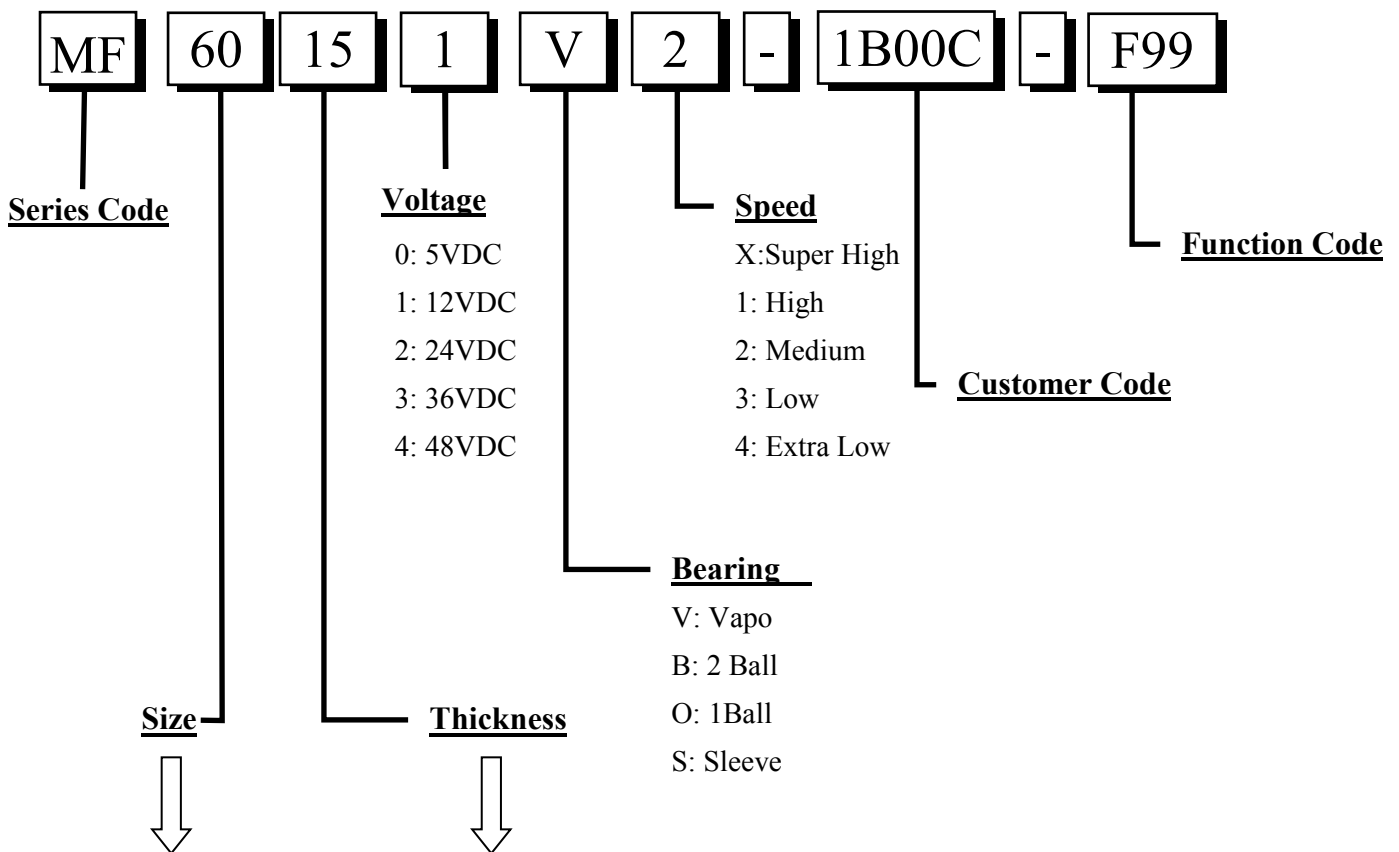 MF 60 15 1 V 2 - 1B00C - F99
Series Code
Voltage
0: 5VDC
1: 12VDC
2: 24VDC
3: 36VDC
4: 48VDC
Speed
X:Super High
1: High
2: Medium
3: Low
4: Extra Low
Function Code
Customer Code
Bearing
V: Vapo
B: 2 Ball
O: 1Ball
S: Sleeve
Size
Thickness